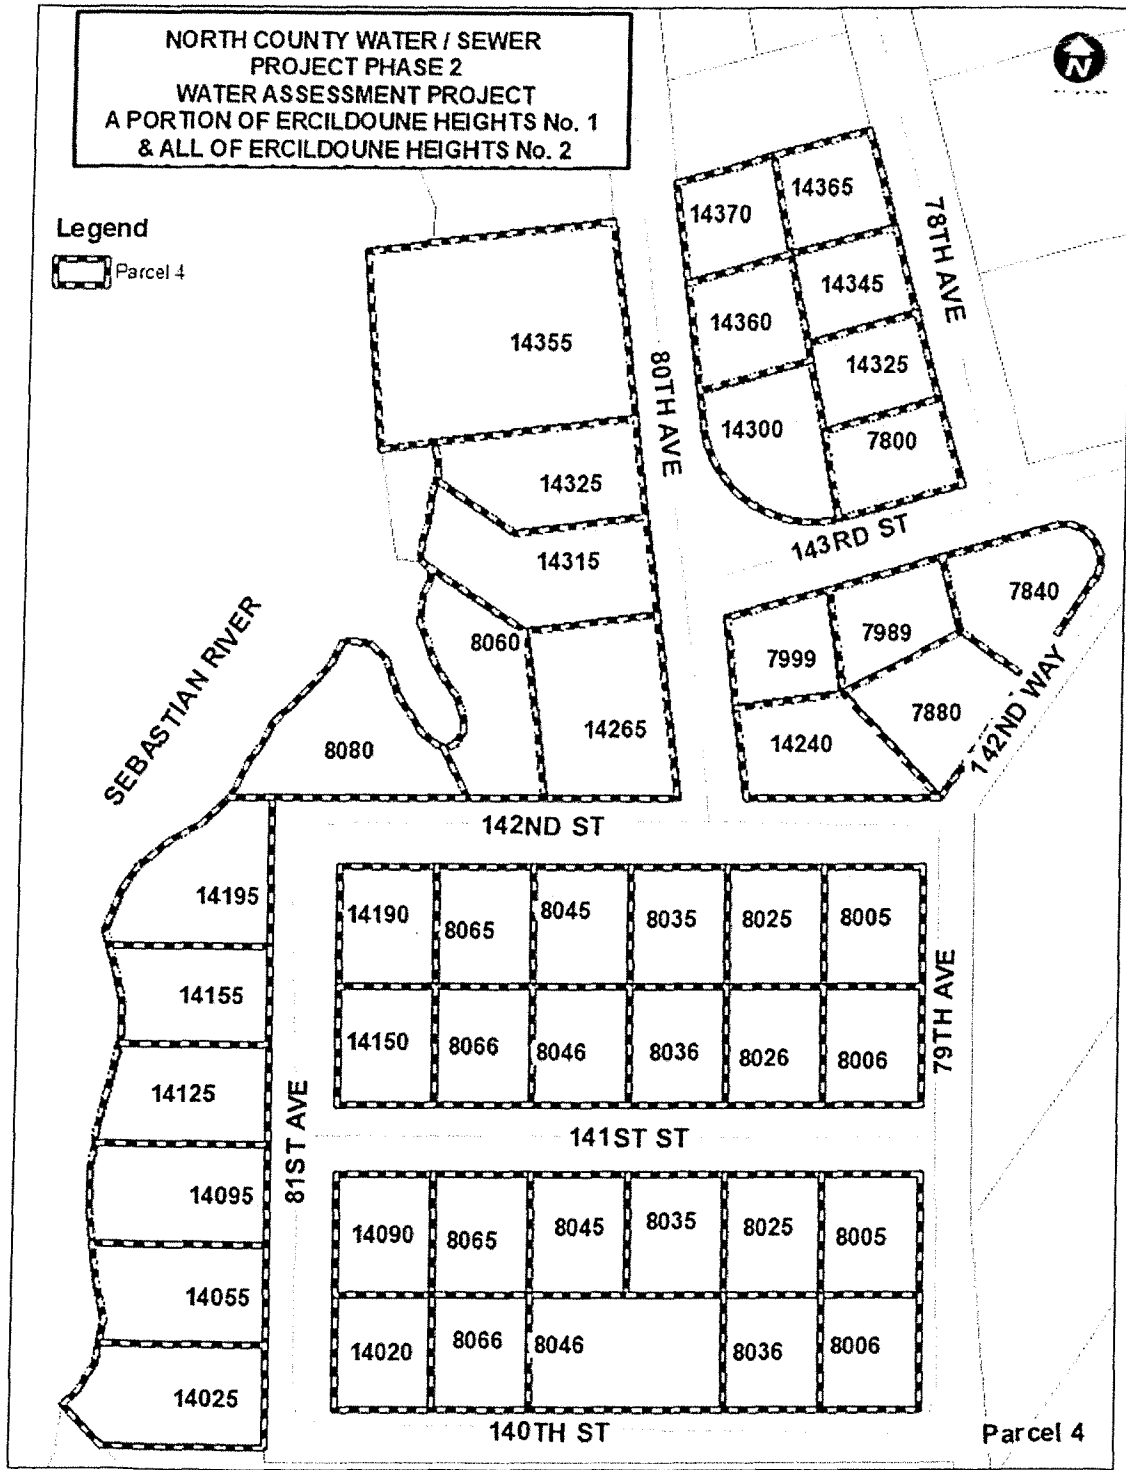 NORTH COUNTY WATER / SEWER
PROJECT PHASE 2
WATER ASSESSMENT PROJECT
A PORTION OF ERCILDOUNE HEIGHTS No. 1
& ALL OF ERCILDOUNE HEIGHTS No. 2
N
Legend
Parcel 4
14370
14365
78TH AVE
14355
14360
14345
80TH AVE
14300
14325
7800
14325
143RD ST
14315
7840
SEBASTIAN RIVER
8060
7999
7989
8080
14265
14240
7880
142ND WAY
142ND ST
14195
14190
8065
8045
8035
8025
8005
14155
79TH AVE
14150
8066
8046
8036
8026
8006
14125
81ST AVE
141ST ST
14095
14090
8065
8045
8035
8025
8005
14055
14020
8066
8046
8036
8006
14025
140TH ST
Parcel 4